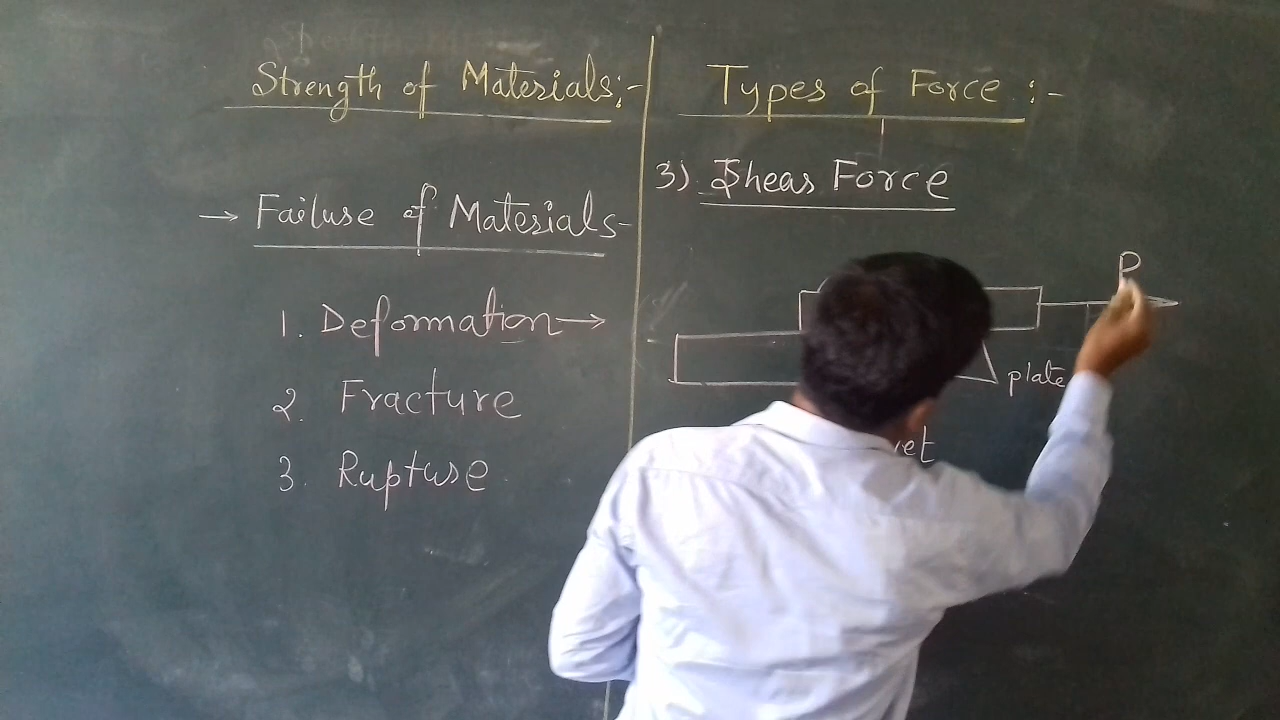 Strength of Materials:-
→ Failure of Materials-
1. Deformation →
2. Fracture
3. Rupture
Types of Force :-
3) Shear Force
P
plate